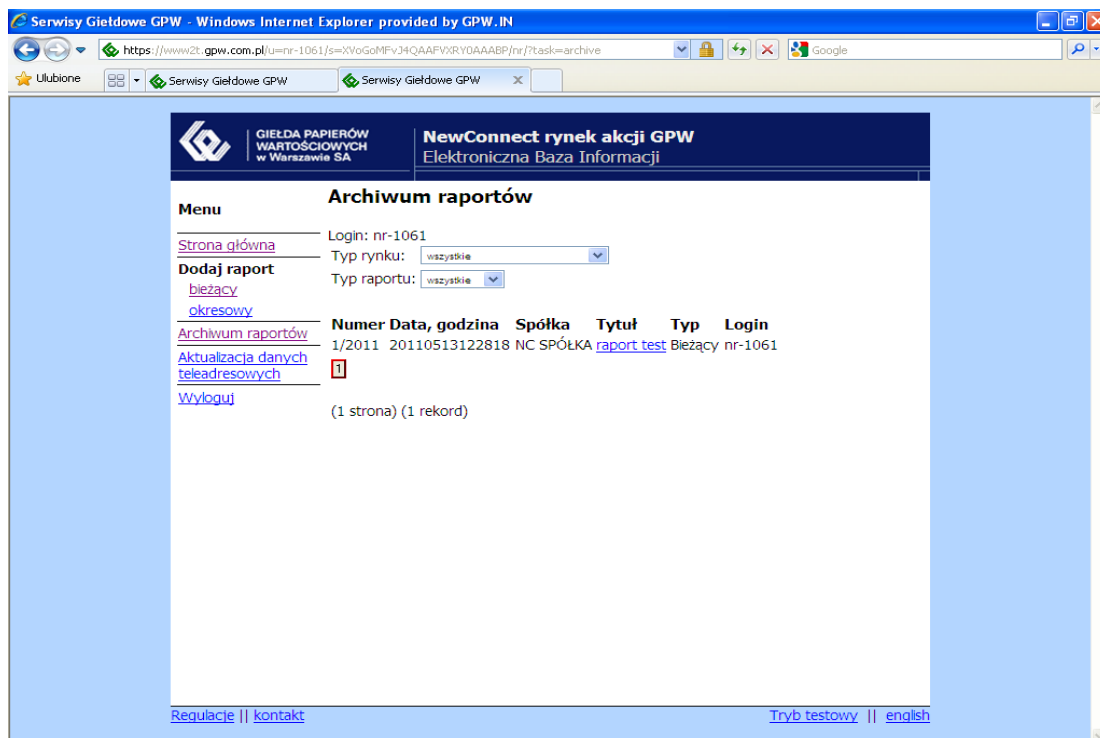 Serwisy Giełdowe GPW - Windows Internet Explorer provided by GPW.IN
https://www2t.gpw.com.pl/u=nr-1061/s=XVoGoMFvJ4QAAFVXRY0AAABP/nr/?task=archive
Google
Ulubione
Serwisy Giełdowe GPW
Serwisy Giełdowe GPW
GIEŁDA PAPIERÓW
WARTOŚCIOWYCH
w Warszawie SA
NewConnect rynek akcji GPW
Elektroniczna Baza Informacji
Menu
Strona główna
Dodaj raport
bieżący
okresowy
Archiwum raportów
Aktualizacja danych
teleadresowych
Wyloguj
Archiwum raportów
Login: nr-1061
Typ rynku: wszystkie
Typ raportu: wszystkie
Numer Data, godzina Spółka Tytuł Typ Login
1/2011 20110513122818 NC SPÓŁKA raport test Bieżący nr-1061
1
(1 strona) (1 rekord)
Regulacje || kontakt
Tryb testowy || english